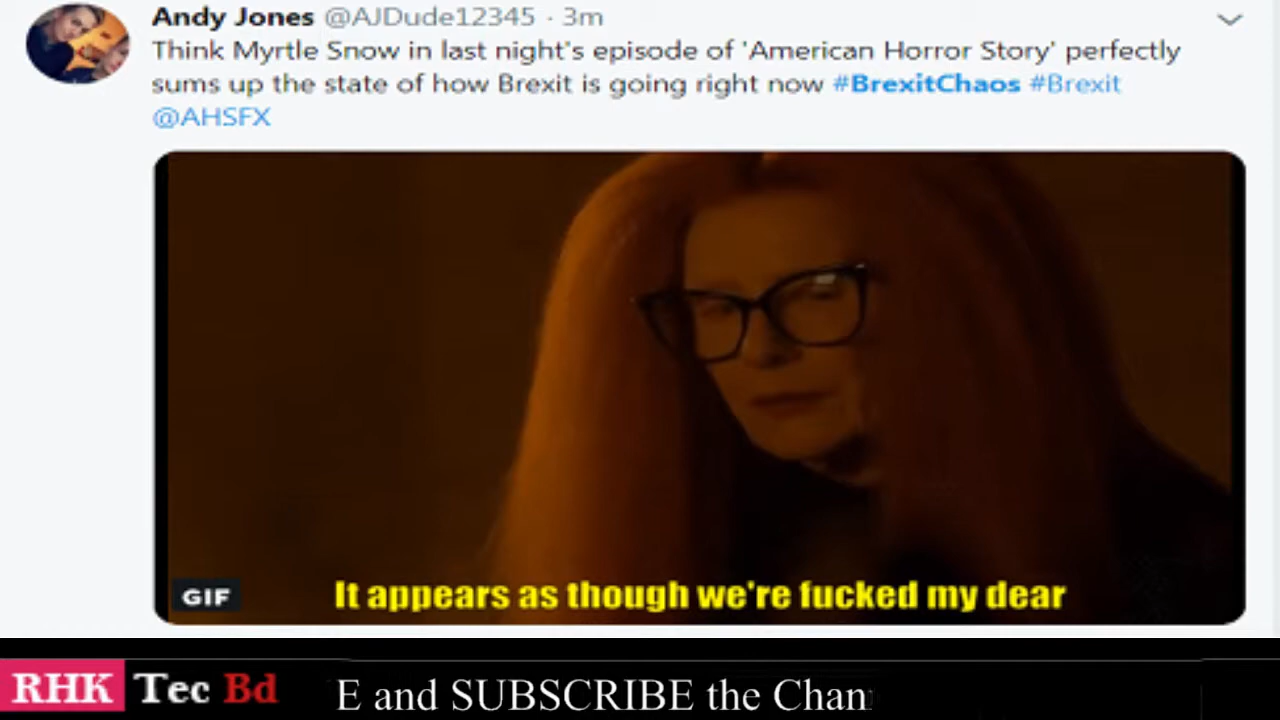 Andy Jones @AJDude12345 · 3m
Think Myrtle Snow in last night's episode of 'American Horror Story' perfectly
sums up the state of how Brexit is going right now #BrexitChaos #Brexit
@AHSFX
GIF
It appears as though we're fucked my dear
RHK Tec Bd
E and SUBSCRIBE the Chan